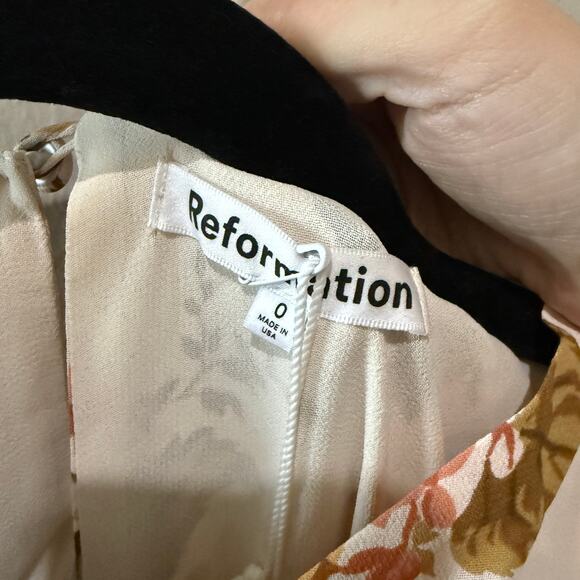 Reformation
0
MADE IN
USA